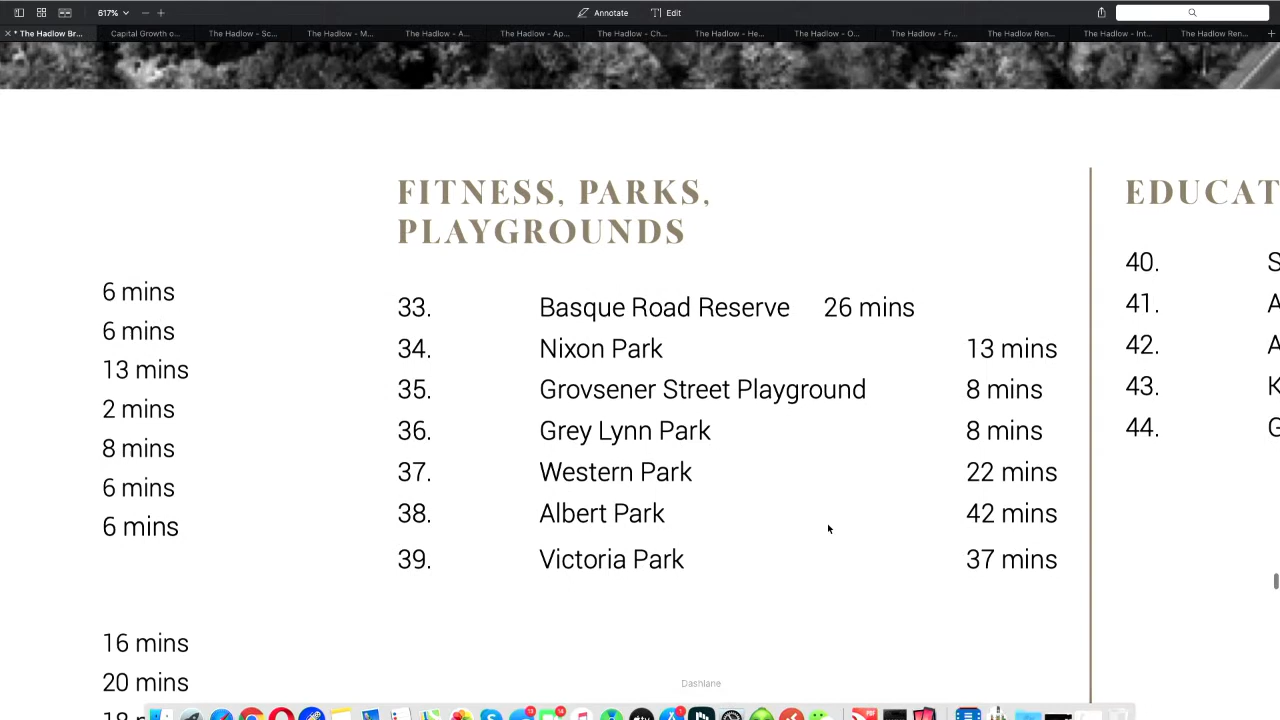 617%
Annotate
Edit
* The Hadlow Br...
Capital Growth o...
The Hadlow - Sc...
The Hadlow - M...
The Hadlow - A...
The Hadlow - Ap...
The Hadlow - Ch...
The Hadlow - He...
The Hadlow - O...
The Hadlow - Fr...
The Hadlow Ren...
The Hadlow - Int...
The Hadlow Ren...
6 mins
6 mins
13 mins
2 mins
8 mins
6 mins
6 mins
16 mins
20 mins
FITNESS, PARKS,
PLAYGROUNDS
33. Basque Road Reserve 26 mins
34. Nixon Park 13 mins
35. Grovsener Street Playground 8 mins
36. Grey Lynn Park 8 mins
37. Western Park 22 mins
38. Albert Park 42 mins
39. Victoria Park 37 mins
EDUCAT
40. S
41. A
42. A
43. K
44. G
Dashlane